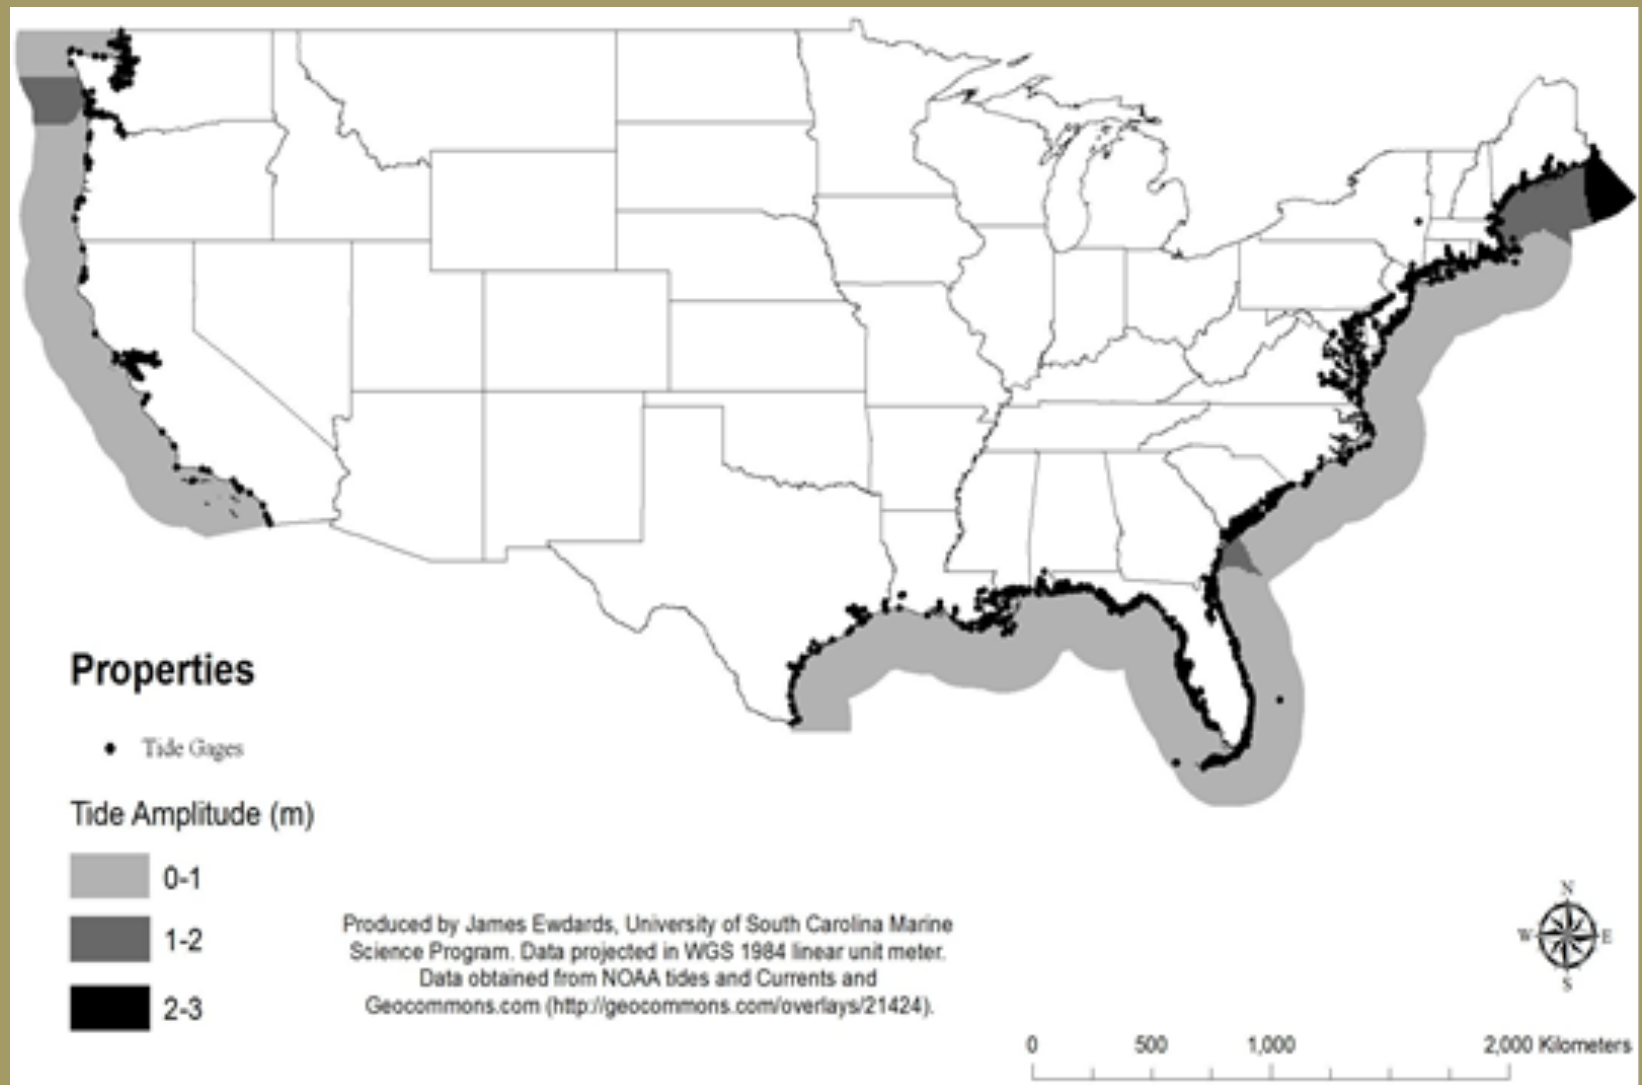 Properties
Tide Gages
Tide Amplitude (m)
0-1
1-2
2-3
Produced by James Ewdards, University of South Carolina Marine
Science Program. Data projected in WGS 1984 linear unit meter.
Data obtained from NOAA tides and Currents and
Geocommons.com (http://geocommons.com/overlays/21424).
N
W E
S
0 500 1,000 2,000 Kilometers